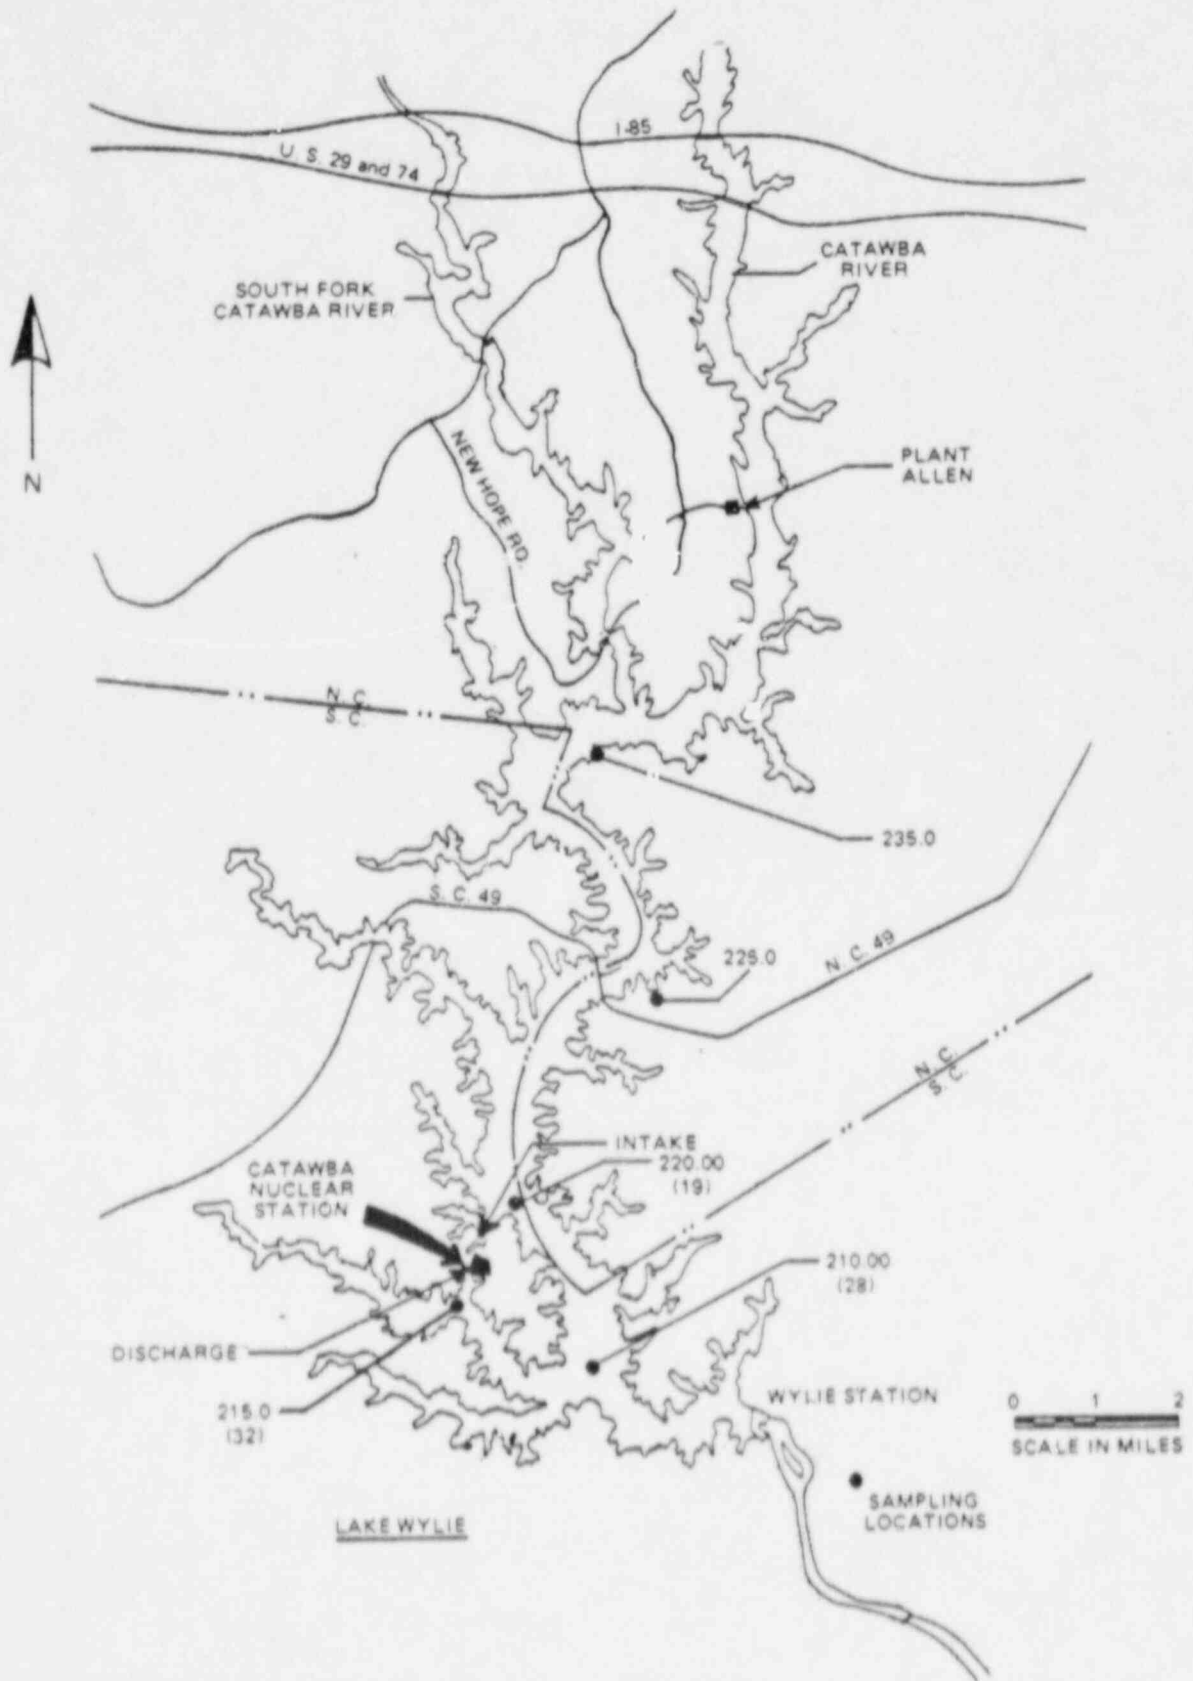 I-85
U. S. 29 and 74
CATAWBA
RIVER
SOUTH FORK
CATAWBA RIVER
N
NEW HOPE RD.
PLANT
ALLEN
N. C.
S. C.
235.0
S. C. 49
225.0
N. C. 49
N. C.
S. C.
INTAKE
220.00
(19)
CATAWBA
NUCLEAR
STATION
210.00
(28)
DISCHARGE
215.0
(32)
WYLIE STATION
0 1 2
SCALE IN MILES
SAMPLING
LOCATIONS
LAKE WYLIE